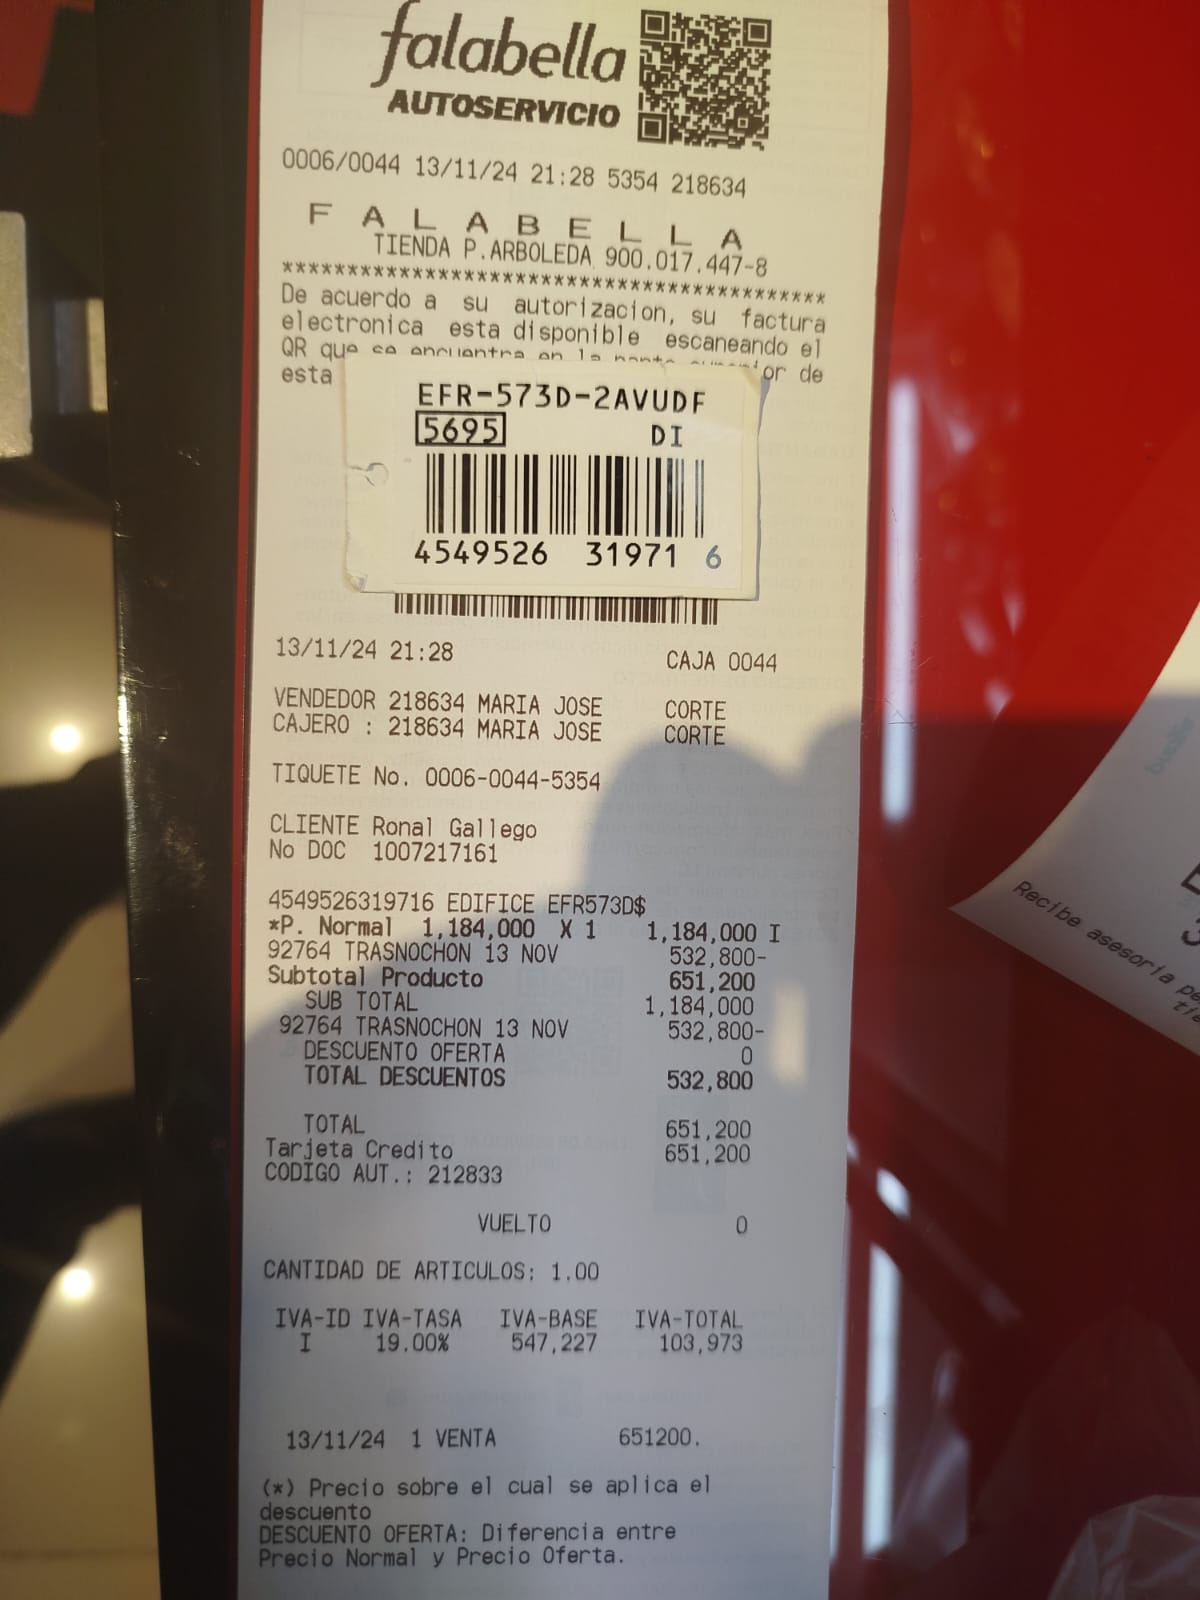 falabella
AUTOSERVICIO
0006/0044 13/11/24 21:28 5354 218634
F A L A B E L L A
TIENDA P.ARBOLEDA 900.017.447-8
******************************************
De acuerdo a su autorizacion, su factura
electronica esta disponible escaneando el
QR que se encuentra en la parte superior de
esta
EFR-573D-2AVUDF
5695 DI
4549526 31971 6
13/11/24 21:28 CAJA 0044
VENDEDOR 218634 MARIA JOSE CORTE
CAJERO : 218634 MARIA JOSE CORTE
TIQUETE No. 0006-0044-5354
CLIENTE Ronal Gallego
No DOC 1007217161
4549526319716 EDIFICE EFR573D$
*P. Normal 1,184,000 X 1 1,184,000 I
92764 TRASNOCHON 13 NOV 532,800-
Subtotal Producto 651,200
SUB TOTAL 1,184,000
92764 TRASNOCHON 13 NOV 532,800-
DESCUENTO OFERTA 0
TOTAL DESCUENTOS 532,800
TOTAL 651,200
Tarjeta Credito 651,200
CODIGO AUT.: 212833
VUELTO 0
CANTIDAD DE ARTICULOS: 1.00
IVA-ID IVA-TASA IVA-BASE IVA-TOTAL
I 19.00% 547,227 103,973
13/11/24 1 VENTA 651200.
(*) Precio sobre el cual se aplica el
descuento
DESCUENTO OFERTA: Diferencia entre
Precio Normal y Precio Oferta.
Recibe asesoria